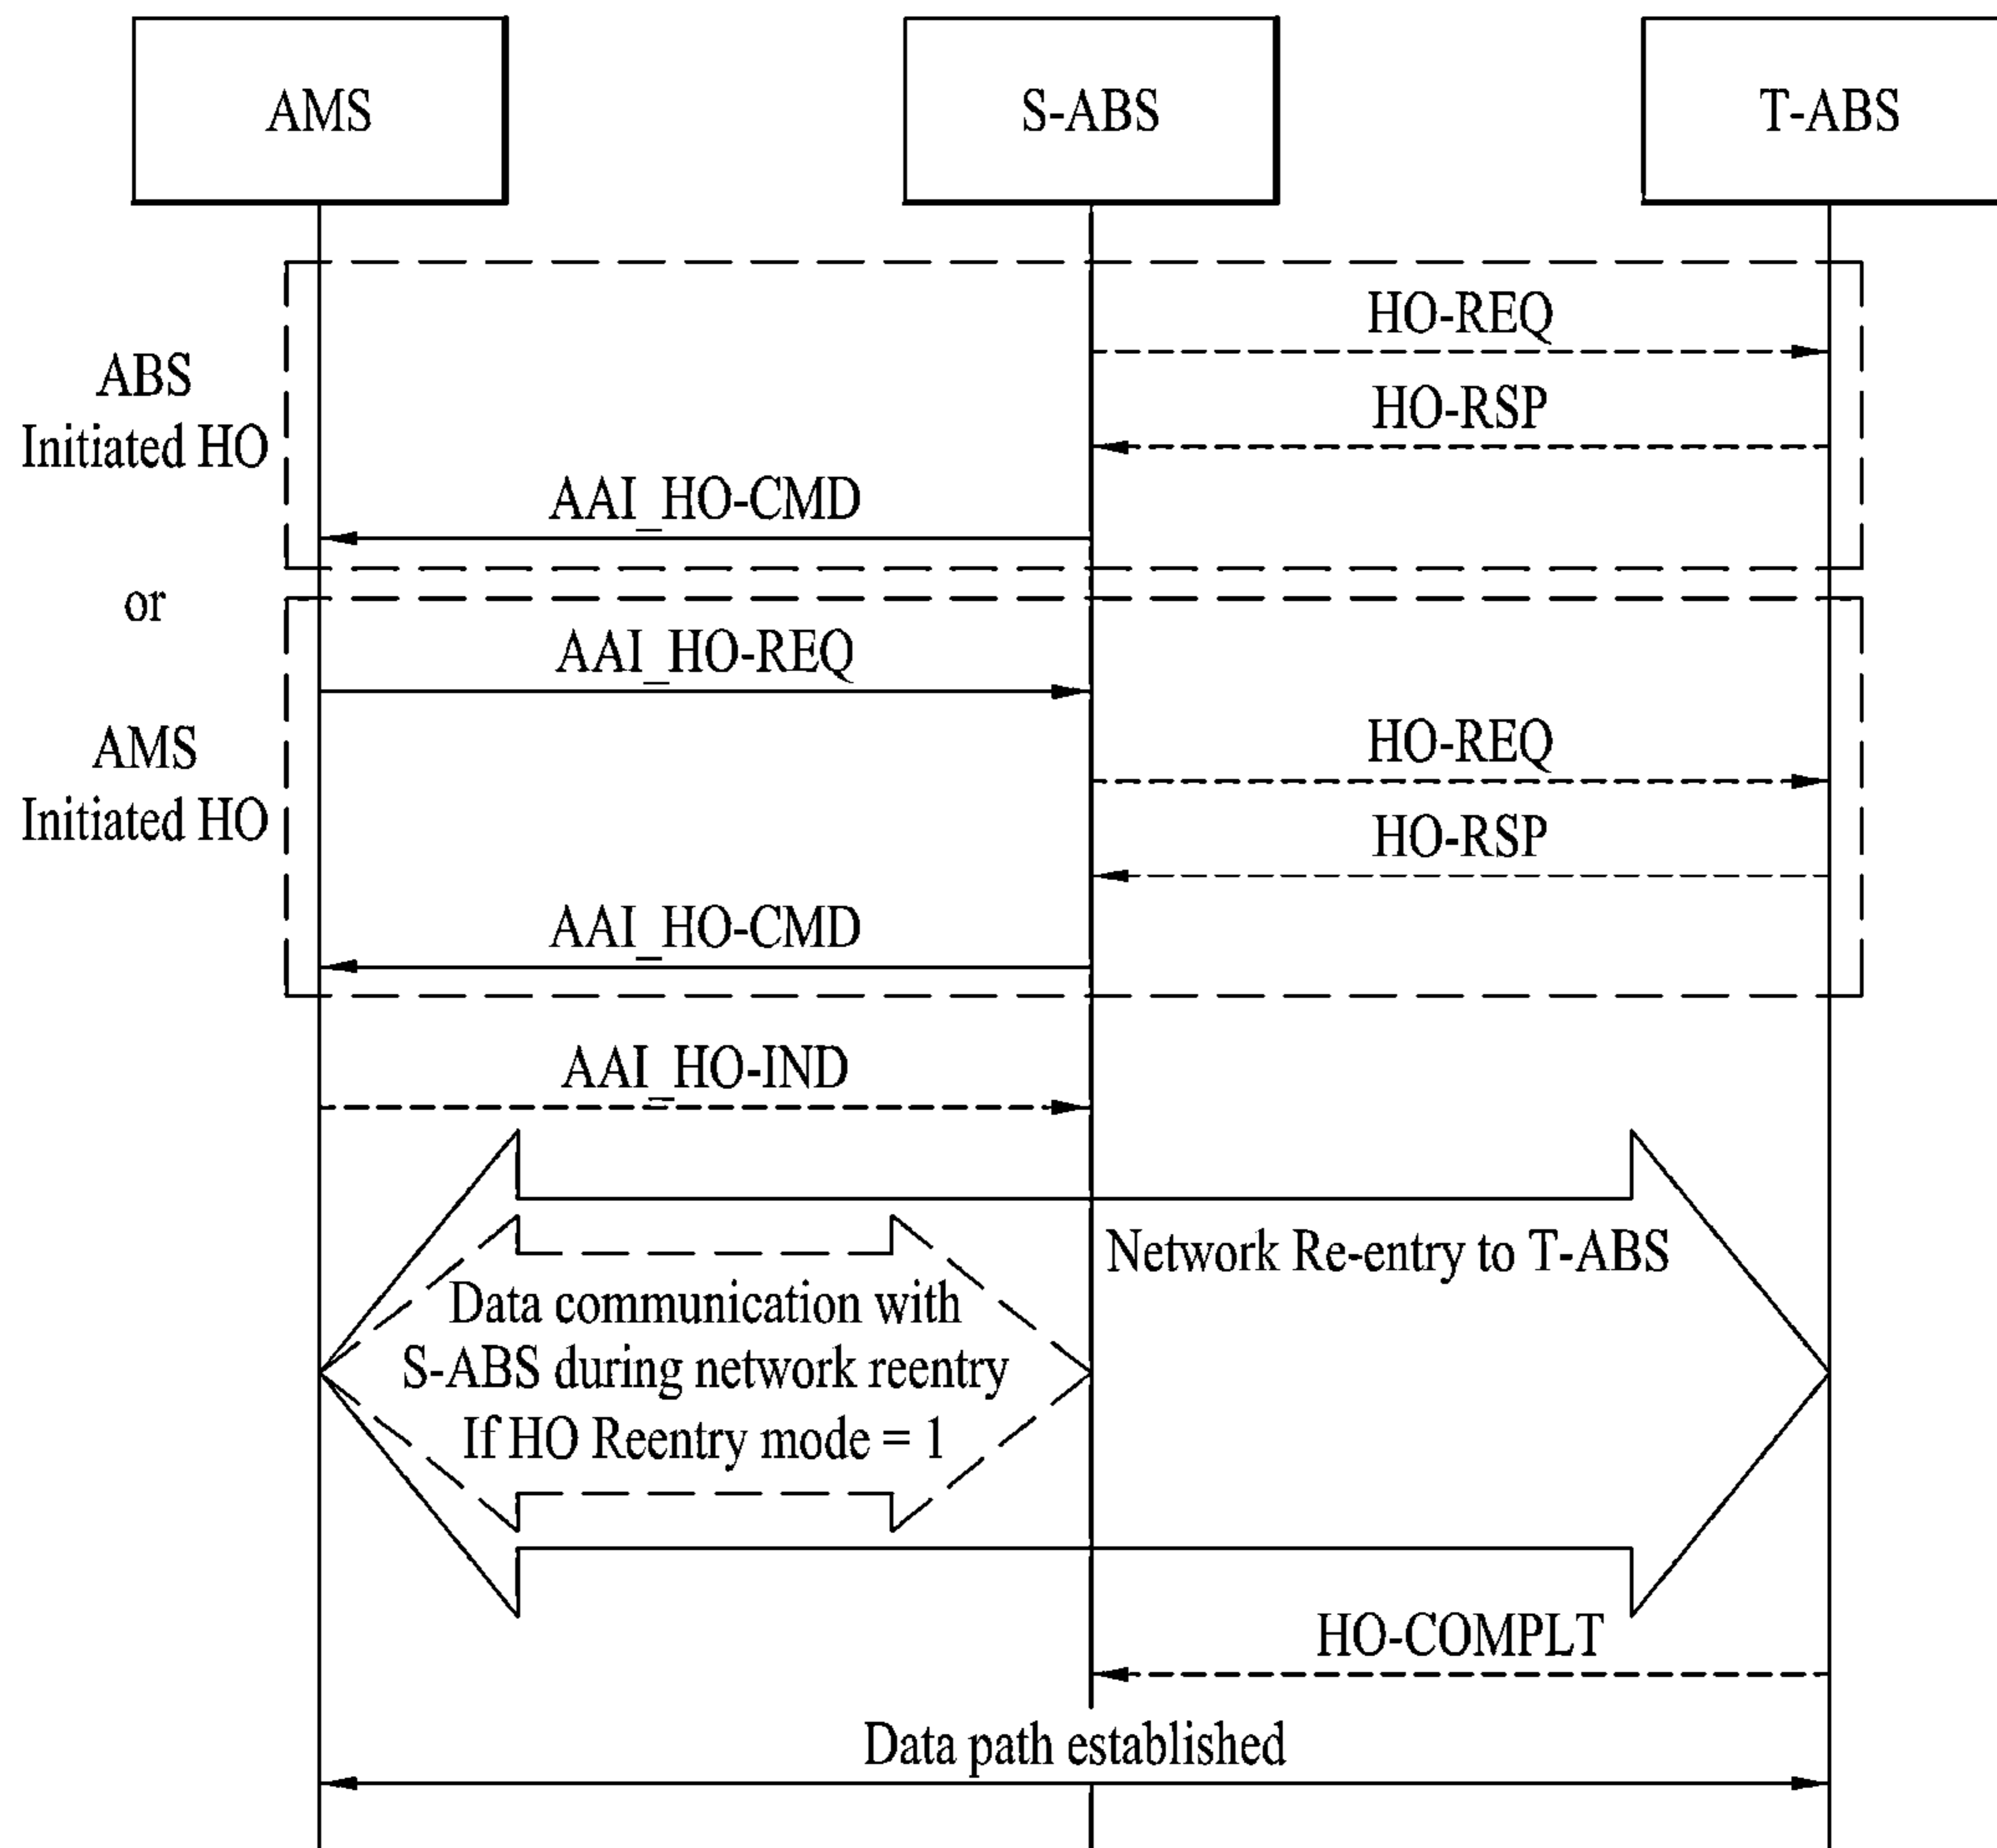 AMS
S-ABS
T-ABS
HO-REQ
ABS
Initiated HO
HO-RSP
AAI_HO-CMD
or
AAI_HO-REQ
AMS
Initiated HO
HO-REQ
HO-RSP
AAI_HO-CMD
AAI_HO-IND
Network Re-entry to T-ABS
Data communication with
S-ABS during network reentry
If HO Reentry mode = 1
HO-COMPLT
Data path established